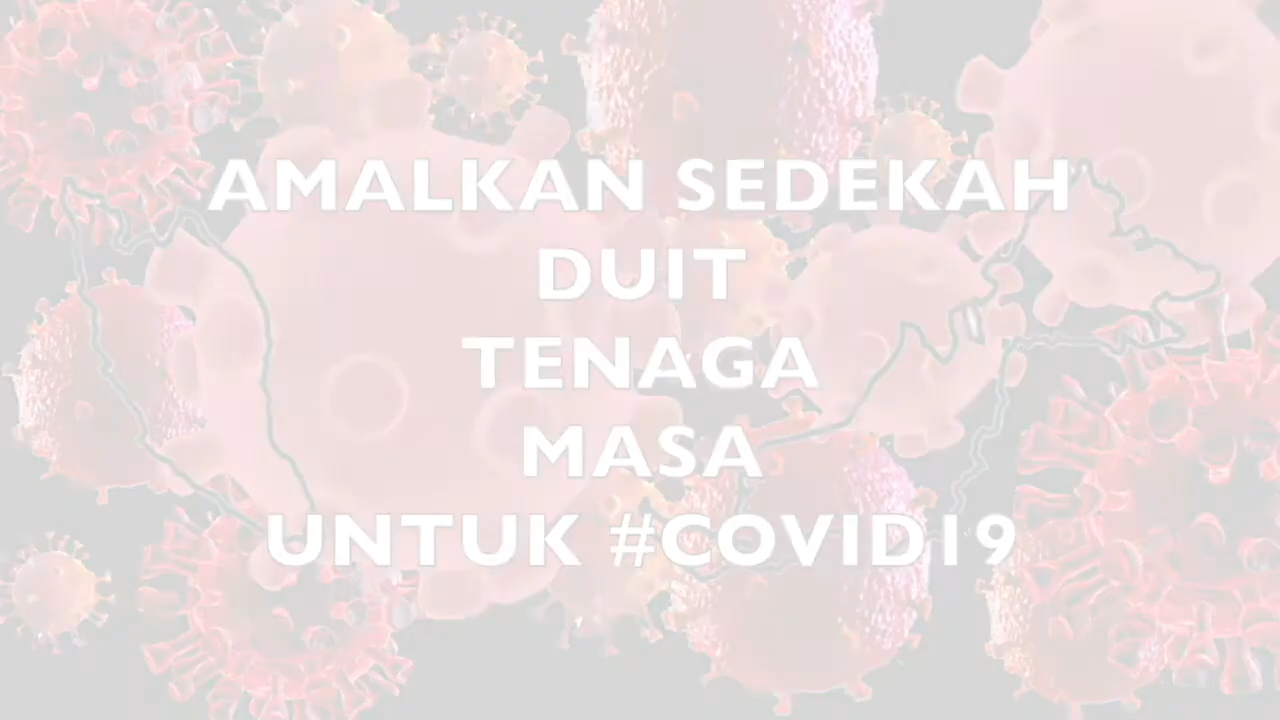 AMALKAN SEDEKAH
DUIT
TENAGA
MASA
UNTUK #COVID19